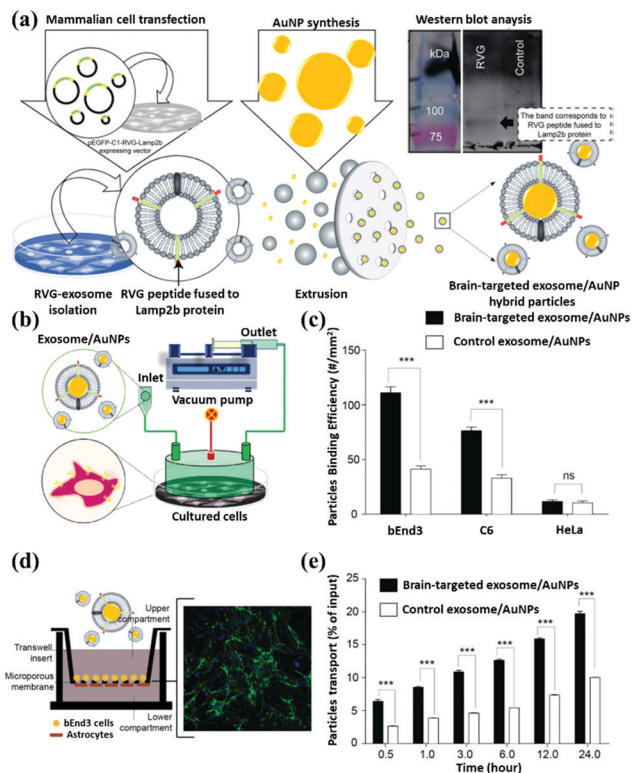 (a)
Mammalian cell transfection
AuNP synthesis
Western blot anaysis
kDa
RVG
Control
100
75
The band corresponds to
RVG peptide fused to
Lamp2b protein
pEGFP-C1-RVG-Lamp2b
expressing vector
RVG-exosome
isolation
RVG peptide fused to
Lamp2b protein
Extrusion
Brain-targeted exosome/AuNP
hybrid particles
(b)
Exosome/AuNPs
Inlet
Outlet
Vacuum pump
Cultured cells
(c)
Brain-targeted exosome/AuNPs
Control exosome/AuNPs
Particles Binding Efficiency (#/mm²)
150
100
50
0
***
***
ns
bEnd3
C6
HeLa
(d)
Upper
compartment
Transwell
insert
Microporous
membrane
Lower
compartment
bEnd3 cells
Astrocytes
(e)
Brain-targeted exosome/AuNPs
Control exosome/AuNPs
Particles transport (% of input)
25
20
15
10
5
0
***
***
***
***
***
***
0.5
1.0
3.0
6.0
12.0
24.0
Time (hour)